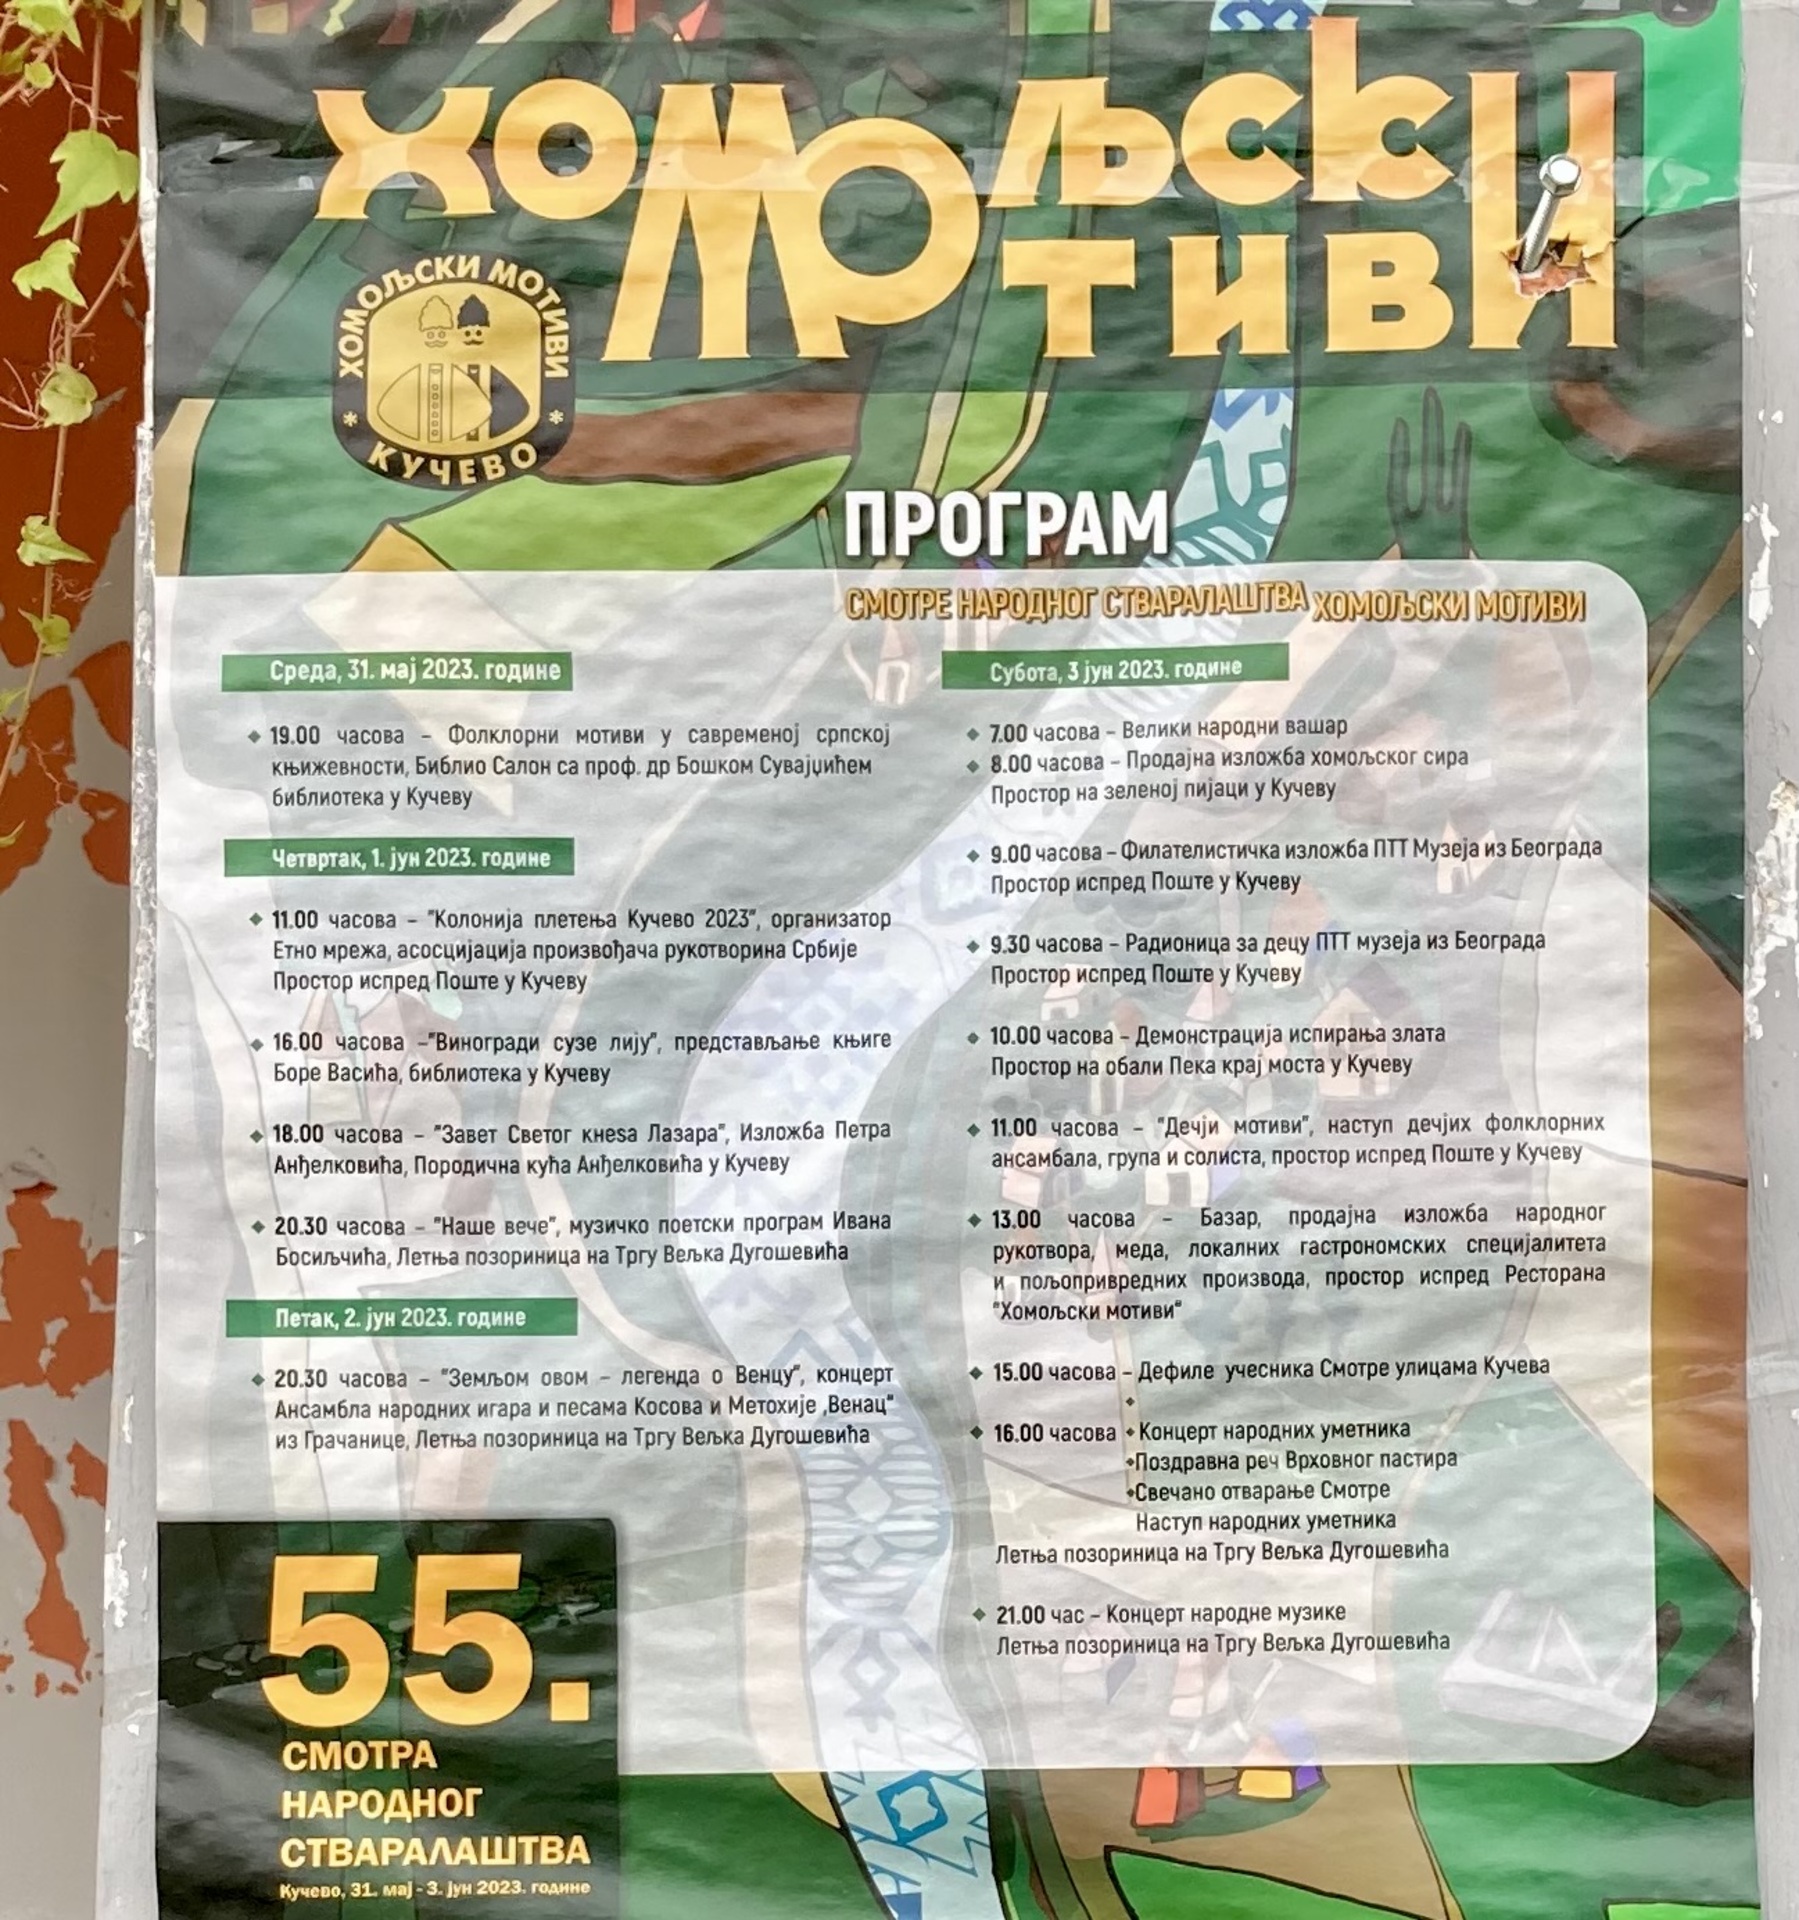 ХОМОЉСКИ
МОТИВИ
ХОМОЉСКИ МОТИВИ
КУЧЕВО
ПРОГРАМ
СМОТРЕ НАРОДНОГ СТВАРАЛАШТВА ХОМОЉСКИ МОТИВИ
Среда, 31. мај 2023. године
19.00 часова – Фолклорни мотиви у савременој српској
књижевности, Библио Салон са проф. др Бошком Сувајџићем
библиотека у Кучеву
Четвртак, 1. јун 2023. године
11.00 часова – "Колонија плетења Кучево 2023", организатор
Етно мрежа, асосцијација произвођача рукотворина Србије
Простор испред Поште у Кучеву
16.00 часова –"Виногради сузе лију", представљање књиге
Боре Васића, библиотека у Кучеву
18.00 часова – "Завет Светог кнеѕа Лазара", Изложба Петра
Анђелковића, Породична кућа Анђелковића у Кучеву
20.30 часова – "Наше вече", музичко поетски програм Ивана
Босиљчића, Летња позориница на Тргу Вељка Дугошевића
Петак, 2. јун 2023. године
20.30 часова – "Земљом овом – легенда о Венцу", концерт
Ансамбла народних игара и песама Косова и Метохије „Венац"
из Грачанице, Летња позориница на Тргу Вељка Дугошевића
Субота, 3 јун 2023. године
7.00 часова – Велики народни вашар
8.00 часова – Продајна изложба хомољског сира
Простор на зеленој пијаци у Кучеву
9.00 часова – Филателистичка изложба ПТТ Музеја из Београда
Простор испред Поште у Кучеву
9.30 часова – Радионица за децу ПТТ музеја из Београда
Простор испред Поште у Кучеву
10.00 часова – Демонстрација испирања злата
Простор на обали Пека крај моста у Кучеву
11.00 часова – "Дечји мотиви", наступ дечјих фолклорних
ансамбала, група и солиста, простор испред Поште у Кучеву
13.00 часова – Базар, продајна изложба народног
рукотвора, меда, локалних гастрономских специјалитета
и пољопривредних производа, простор испред Ресторана
"Хомољски мотиви"
15.00 часова – Дефиле учесника Смотре улицама Кучева
16.00 часова Концерт народних уметника
Поздравна реч Врховног пастира
Свечано отварање Смотре
Наступ народних уметника
Летња позориница на Тргу Вељка Дугошевића
21.00 час – Концерт народне музике
Летња позориница на Тргу Вељка Дугошевића
55.
СМОТРА
НАРОДНОГ
СТВАРАЛАШТВА
Кучево, 31. мај - 3. јун 2023. године